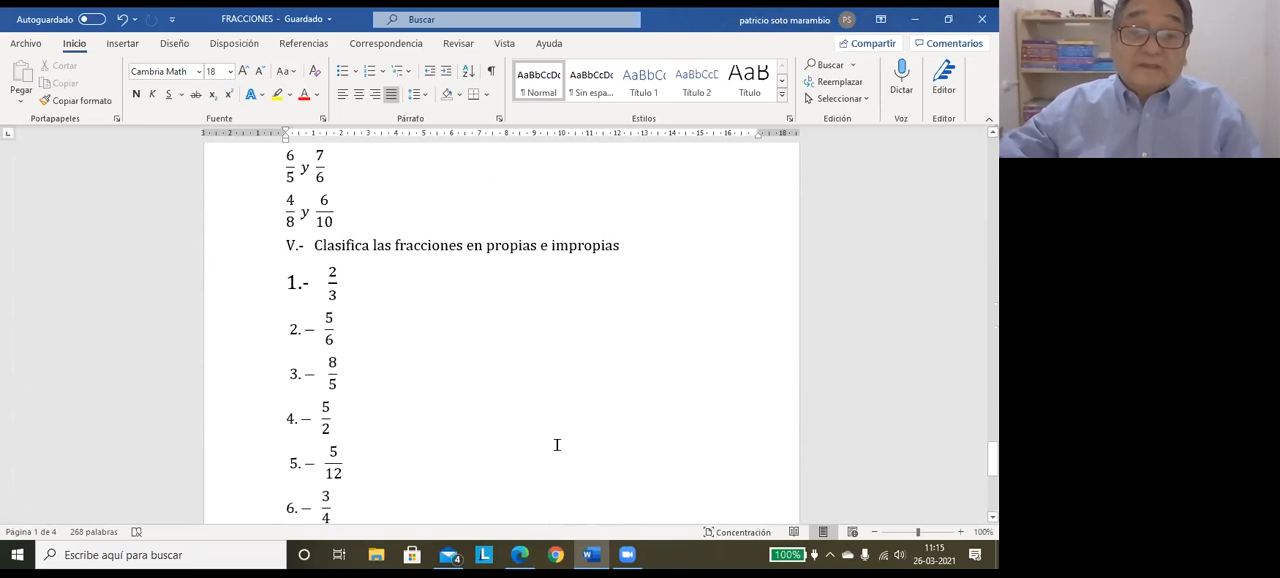 Autoguardado
FRACCIONES - Guardado
Buscar
patricio soto marambio
PS
Archivo Inicio Insertar Diseño Disposición Referencias Correspondencia Revisar Vista Ayuda
Compartir Comentarios
Pegar
Cortar
Copiar
Copiar formato
Portapapeles
Cambria Math 18
Fuente
Párrafo
AaBbCcDc AaBbCcDc AaBbCc AaBbCcD AaB
¶ Normal ¶ Sin espa... Título 1 Título 2 Título
Estilos
Buscar
Reemplazar
Seleccionar
Edición
Dictar
Voz
Editor
Editor
6/5 y 7/6
4/8 y 6/10
V.- Clasifica las fracciones en propias e impropias
1.- 2/3
2. – 5/6
3. – 8/5
4. – 5/2
5. – 5/12
6. – 3/4
Página 1 de 4 268 palabras
Concentración
100%
Escribe aquí para buscar
100%
11:15
26-03-2021